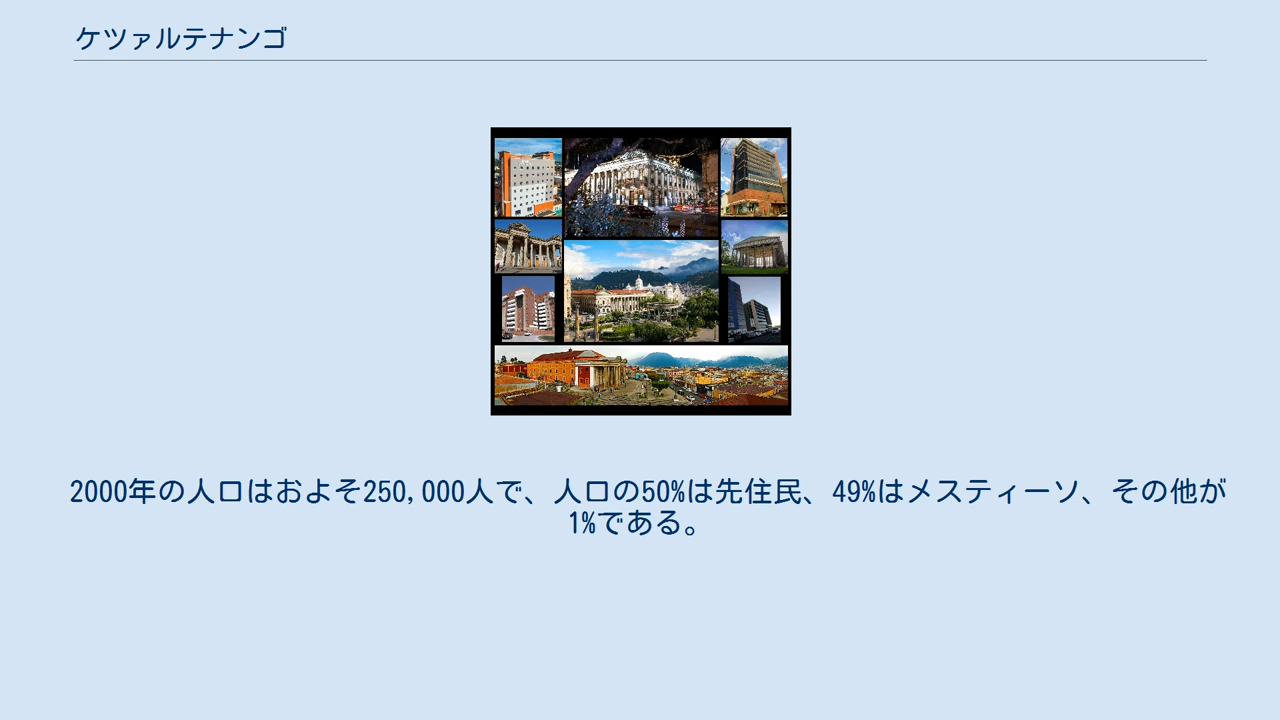 ケツァルテナンゴ
2000年の人口はおよそ250,000人で、人口の50%は先住民、49%はメスティーソ、その他が
1%である。